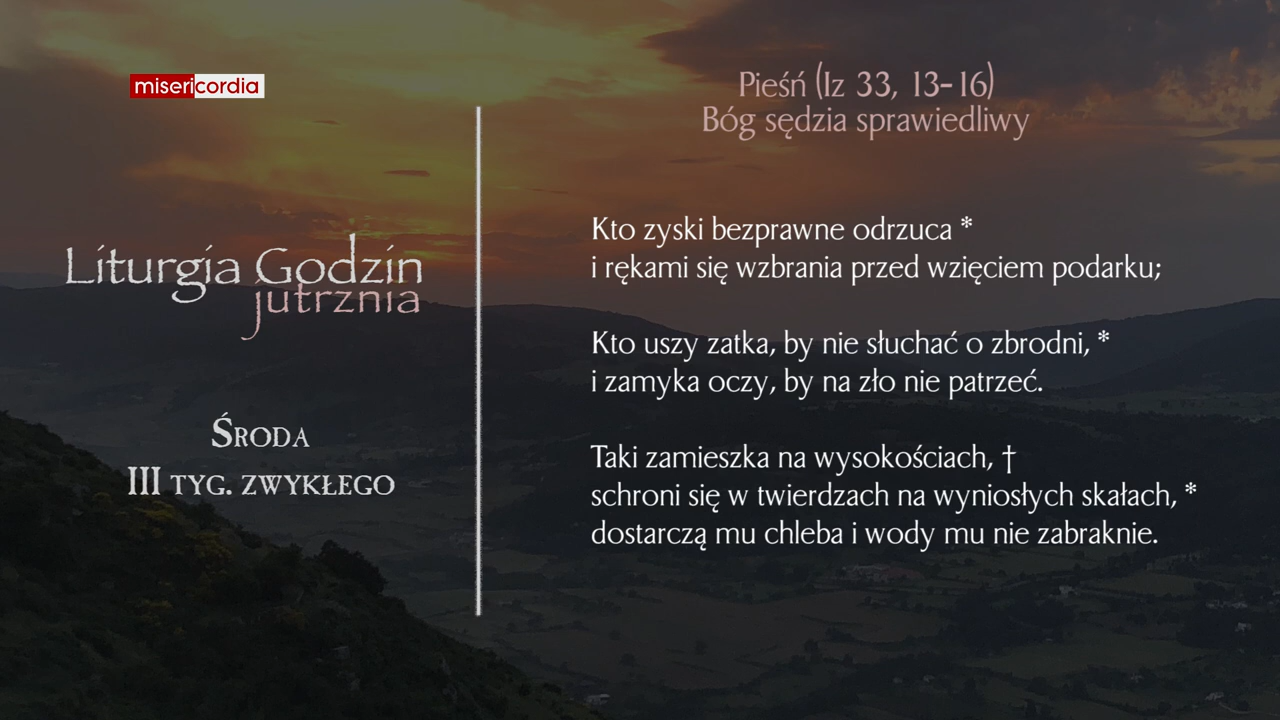 misericordia
Liturgia Godzin
jutrznia
Środa
III tyg. zwykłego
Pieśń (Iz 33, 13-16)
Bóg sędzia sprawiedliwy
Kto zyski bezprawne odrzuca *
i rękami się wzbrania przed wzięciem podarku;
Kto uszy zatka, by nie słuchać o zbrodni, *
i zamyka oczy, by na zło nie patrzeć.
Taki zamieszka na wysokościach, †
schroni się w twierdzach na wyniosłych skałach, *
dostarczą mu chleba i wody mu nie zabraknie.